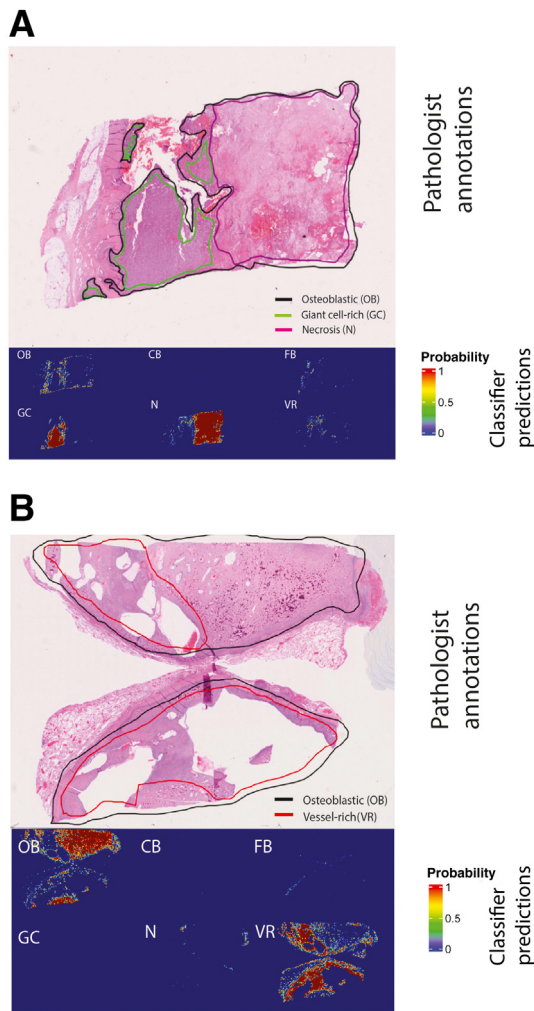 A
Pathologist
annotations
Osteoblastic (OB)
Giant cell-rich (GC)
Necrosis (N)
OB
CB
FB
GC
N
VR
Probability
1
0.5
0
Classifier
predictions
B
Pathologist
annotations
Osteoblastic (OB)
Vessel-rich(VR)
OB
CB
FB
GC
N
VR
Probability
1
0.5
0
Classifier
predictions